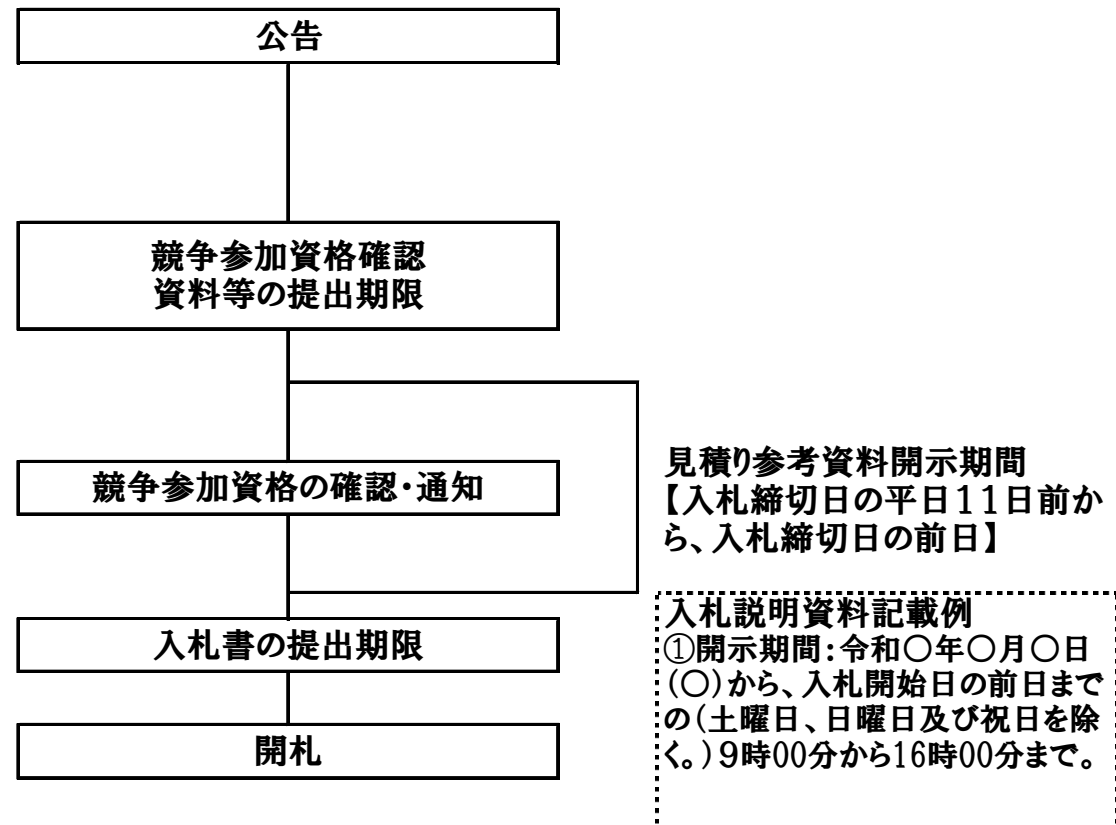 公告
競争参加資格確認
資料等の提出期限
競争参加資格の確認・通知
見積り参考資料開示期間
【入札締切日の平日11日前か
ら、入札締切日の前日】
入札書の提出期限
開札
入札説明資料記載例
①開示期間:令和〇年〇月〇日
(〇)から、入札開始日の前日まで
の(土曜日、日曜日及び祝日を除
く。)9時00分から16時00分まで。